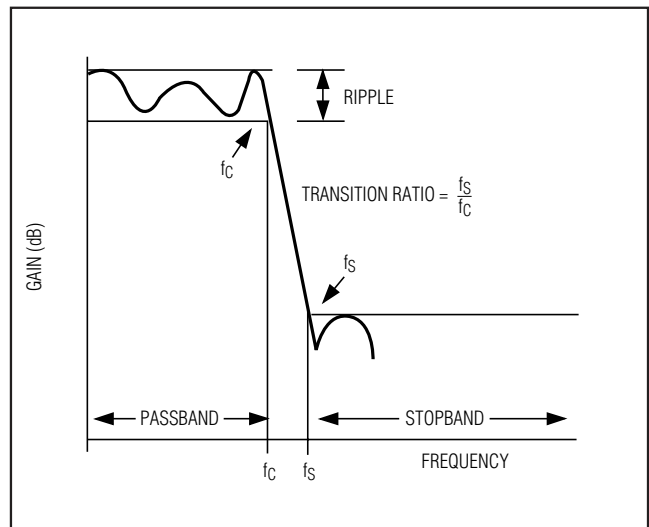 RIPPLE
fC
TRANSITION RATIO = fS/fC
GAIN (dB)
fS
PASSBAND
STOPBAND
fC
fS
FREQUENCY